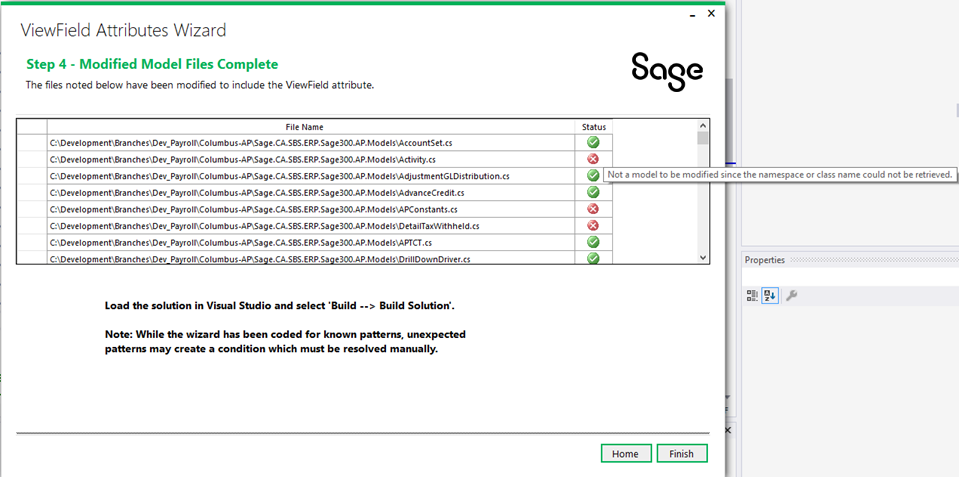 ViewField Attributes Wizard
Step 4 - Modified Model Files Complete
The files noted below have been modified to include the ViewField attribute.
Sage
File Name Status
C:\Development\Branches\Dev_Payroll\Columbus-AP\Sage.CA.SBS.ERP.Sage300.AP.Models\AccountSet.cs
C:\Development\Branches\Dev_Payroll\Columbus-AP\Sage.CA.SBS.ERP.Sage300.AP.Models\Activity.cs
Not a model to be modified since the namespace or class name could not be retrieved.
C:\Development\Branches\Dev_Payroll\Columbus-AP\Sage.CA.SBS.ERP.Sage300.AP.Models\AdjustmentGLDistribution.cs
C:\Development\Branches\Dev_Payroll\Columbus-AP\Sage.CA.SBS.ERP.Sage300.AP.Models\AdvanceCredit.cs
C:\Development\Branches\Dev_Payroll\Columbus-AP\Sage.CA.SBS.ERP.Sage300.AP.Models\APConstants.cs
C:\Development\Branches\Dev_Payroll\Columbus-AP\Sage.CA.SBS.ERP.Sage300.AP.Models\DetailTaxWithheld.cs
C:\Development\Branches\Dev_Payroll\Columbus-AP\Sage.CA.SBS.ERP.Sage300.AP.Models\APTCT.cs
C:\Development\Branches\Dev_Payroll\Columbus-AP\Sage.CA.SBS.ERP.Sage300.AP.Models\DrillDownDriver.cs
Properties
Load the solution in Visual Studio and select 'Build --> Build Solution'.
Note: While the wizard has been coded for known patterns, unexpected
patterns may create a condition which must be resolved manually.
Home Finish